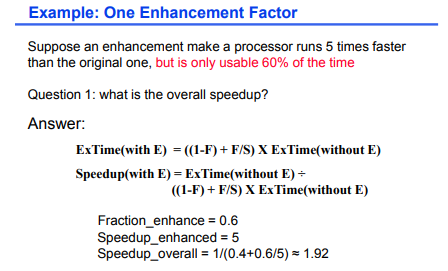 Example: One Enhancement Factor
Suppose an enhancement make a processor runs 5 times faster
than the original one, but is only usable 60% of the time
Question 1: what is the overall speedup?
Answer:
ExTime(with E) = ((1-F) + F/S) X ExTime(without E)
Speedup(with E) = ExTime(without E) ÷
((1-F) + F/S) X ExTime(without E)
Fraction_enhance = 0.6
Speedup_enhanced = 5
Speedup_overall = 1/(0.4+0.6/5) ≈ 1.92